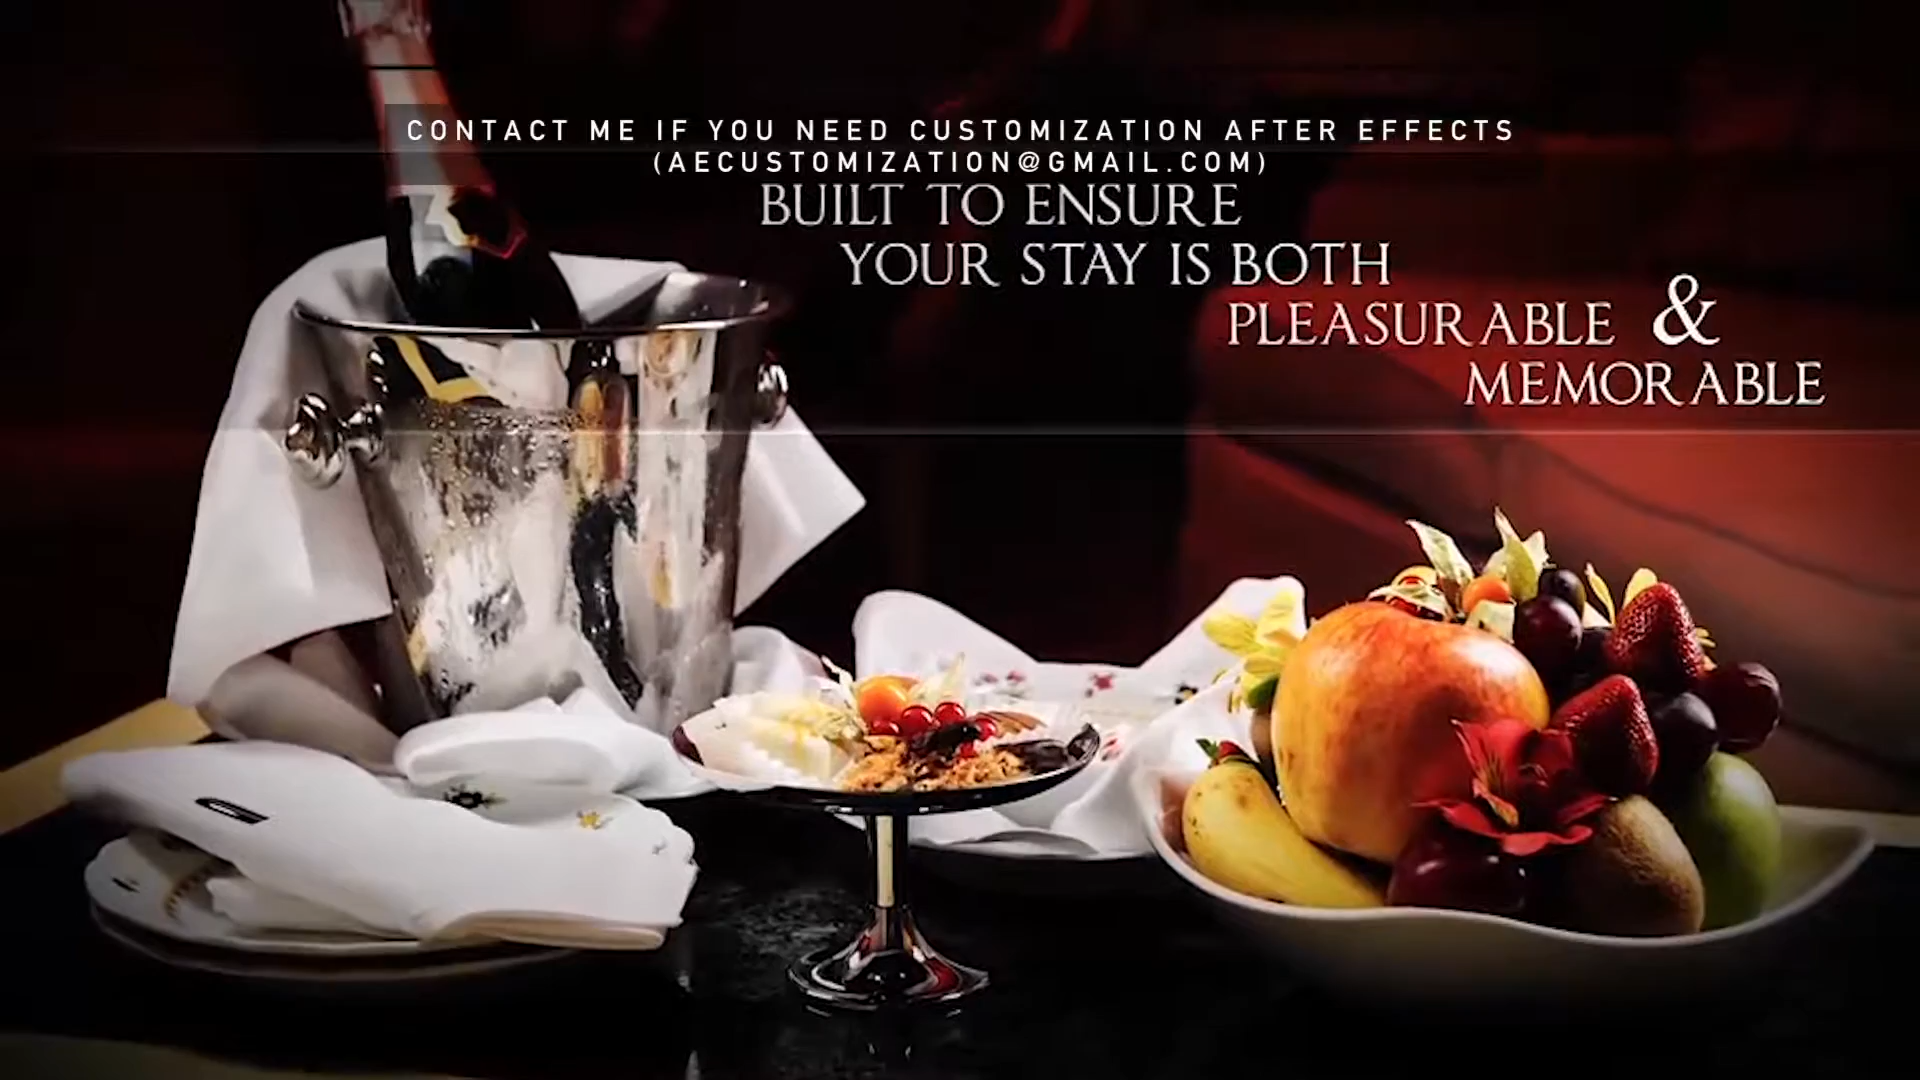 CONTACT ME IF YOU NEED CUSTOMIZATION AFTER EFFECTS
(AECUSTOMIZATION@GMAIL.COM)
BUILT TO ENSURE
YOUR STAY IS BOTH
PLEASURABLE &
MEMORABLE